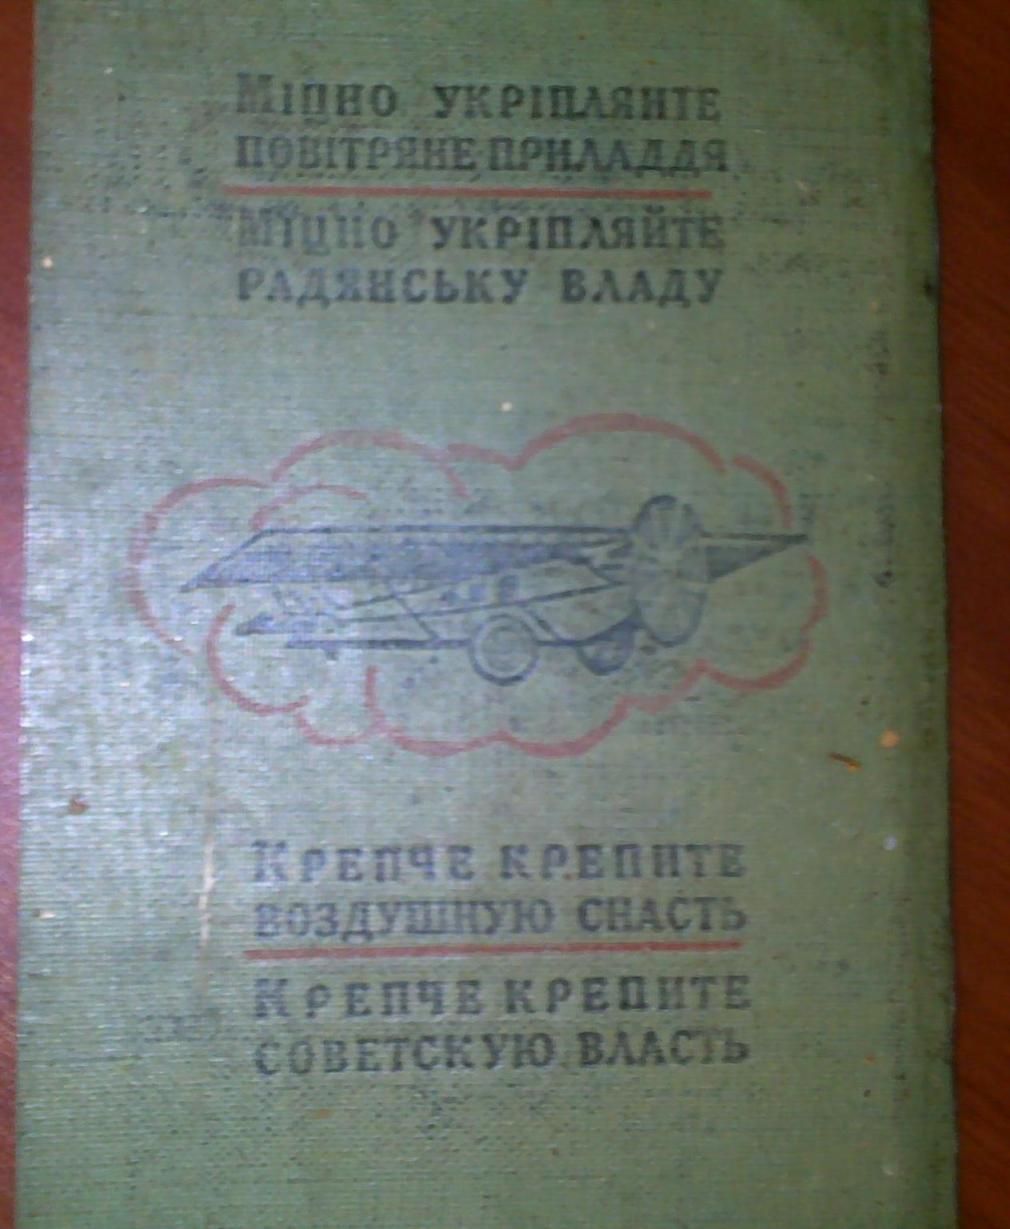 Міцно укріпляйте
повітряне приладдя
Міцно укріпляйте
радянську владу
Крепче крепите
воздушную снасть
Крепче крепите
советскую власть